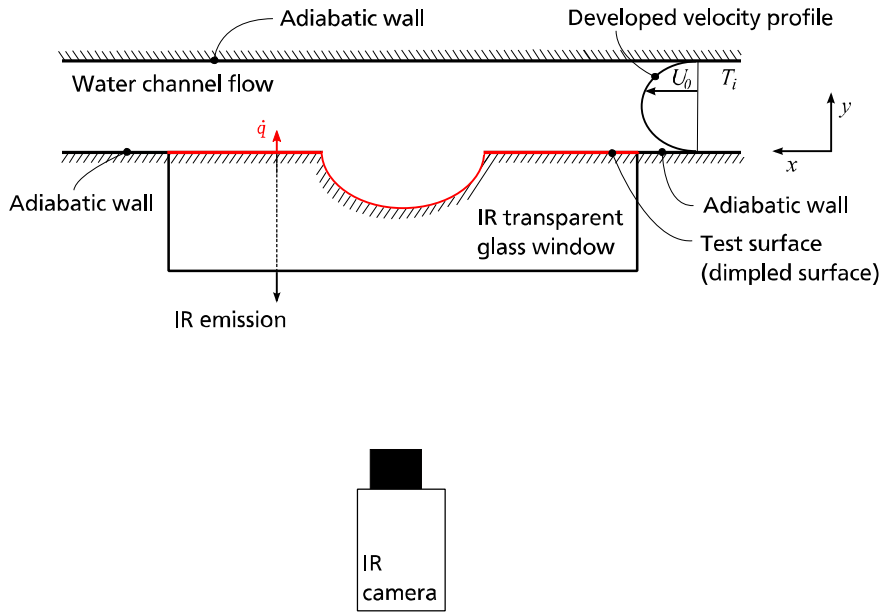 Adiabatic wall
Developed velocity profile
Water channel flow
U0
Ti
q̇
y
x
Adiabatic wall
IR transparent
glass window
Adiabatic wall
Test surface
(dimpled surface)
IR emission
IR
camera